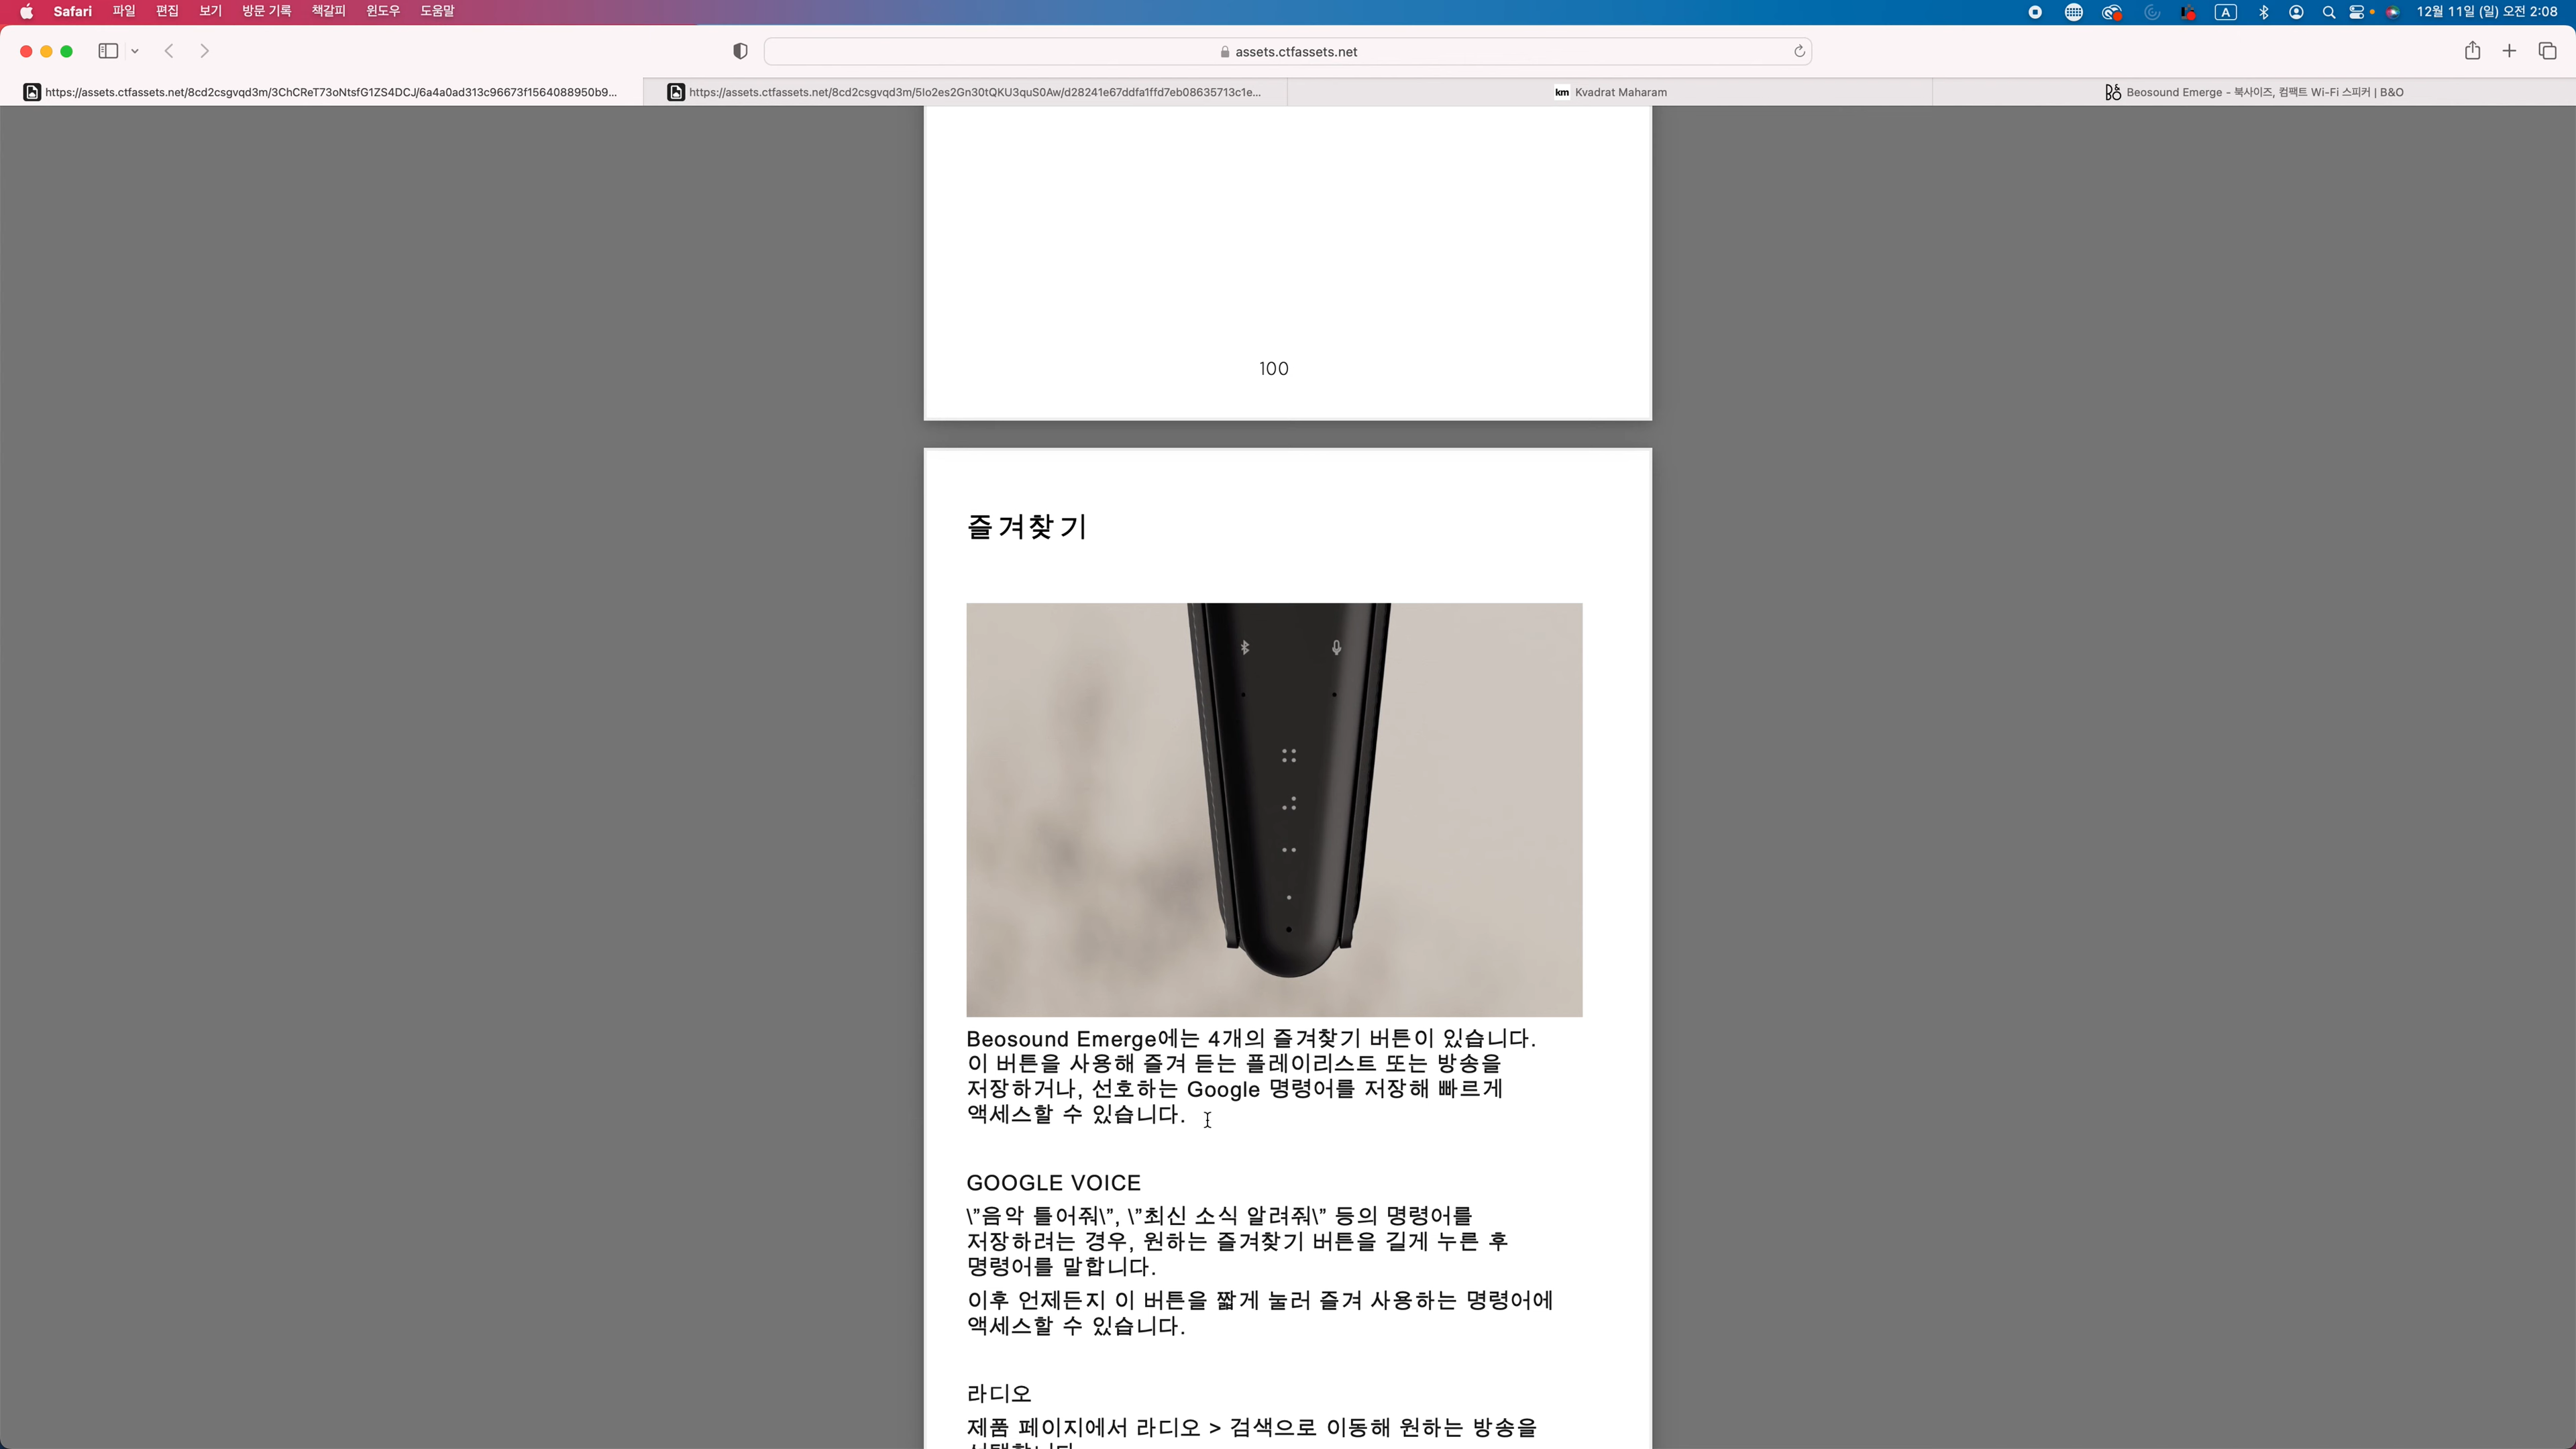 Safari 파일 편집 보기 방문 기록 책갈피 윈도우 도움말
A
12월 11일 (일) 오전 2:08
assets.ctfassets.net
https://assets.ctfassets.net/8cd2csgvqd3m/3ChCReT73oNtsfG1ZS4DCJ/6a4a0ad313c96673f1564088950b9...
https://assets.ctfassets.net/8cd2csgvqd3m/5Io2es2Gn30tQKU3quS0Aw/d28241e67ddfa1ffd7eb08635713c1e...
km Kvadrat Maharam
Beosound Emerge - 북사이즈, 컴팩트 Wi-Fi 스피커 | B&O
100
즐겨찾기
Beosound Emerge에는 4개의 즐겨찾기 버튼이 있습니다.
이 버튼을 사용해 즐겨 듣는 플레이리스트 또는 방송을
저장하거나, 선호하는 Google 명령어를 저장해 빠르게
액세스할 수 있습니다.
GOOGLE VOICE
\”음악 틀어줘\”, \”최신 소식 알려줘\” 등의 명령어를
저장하려는 경우, 원하는 즐겨찾기 버튼을 길게 누른 후
명령어를 말합니다.
이후 언제든지 이 버튼을 짧게 눌러 즐겨 사용하는 명령어에
액세스할 수 있습니다.
라디오
제품 페이지에서 라디오 > 검색으로 이동해 원하는 방송을